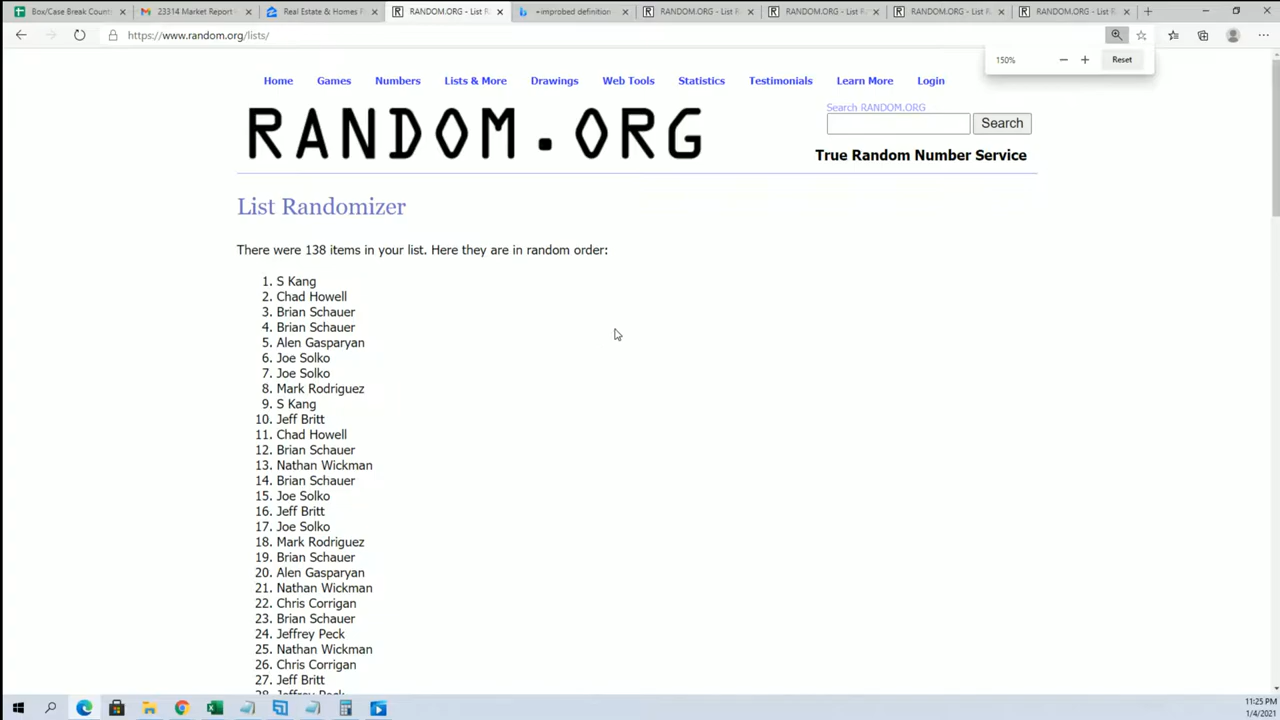 Box/Case Break Count
23314 Market Report
Real Estate & Homes F
RANDOM.ORG - List R
+improbed definition
RANDOM.ORG - List R
RANDOM.ORG - List R
RANDOM.ORG - List R
RANDOM.ORG - List R
https://www.random.org/lists/
150%
Reset
Home Games Numbers Lists & More Drawings Web Tools Statistics Testimonials Learn More Login
RANDOM.ORG
Search RANDOM.ORG
Search
True Random Number Service
List Randomizer
There were 138 items in your list. Here they are in random order:
1. S Kang
2. Chad Howell
3. Brian Schauer
4. Brian Schauer
5. Alen Gasparyan
6. Joe Solko
7. Joe Solko
8. Mark Rodriguez
9. S Kang
10. Jeff Britt
11. Chad Howell
12. Brian Schauer
13. Nathan Wickman
14. Brian Schauer
15. Joe Solko
16. Jeff Britt
17. Joe Solko
18. Mark Rodriguez
19. Brian Schauer
20. Alen Gasparyan
21. Nathan Wickman
22. Chris Corrigan
23. Brian Schauer
24. Jeffrey Peck
25. Nathan Wickman
26. Chris Corrigan
27. Jeff Britt
28. Jeffrey Peck
11:25 PM
1/4/2021